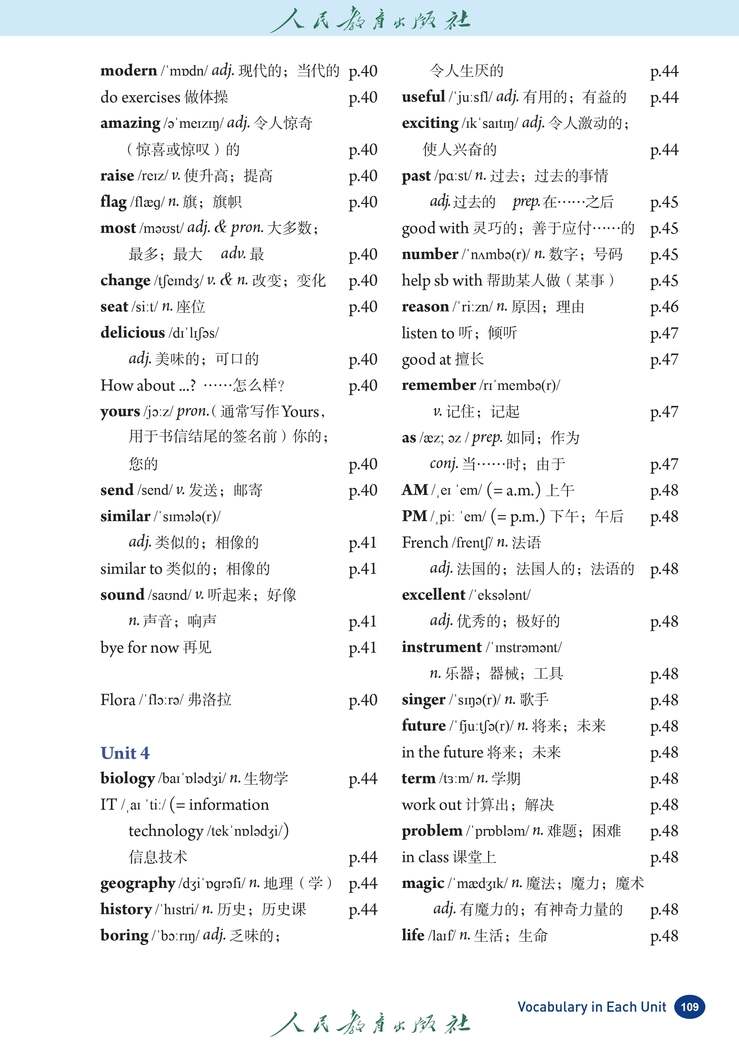 人民教育出版社
modern /ˈmɒdn/ adj. 现代的；当代的 p.40
do exercises 做体操 p.40
amazing /əˈmeɪzɪŋ/ adj. 令人惊奇
（惊喜或惊叹）的 p.40
raise /reɪz/ v. 使升高；提高 p.40
flag /flæɡ/ n. 旗；旗帜 p.40
most /məʊst/ adj. & pron. 大多数；
最多；最大 adv. 最 p.40
change /tʃeɪndʒ/ v. & n. 改变；变化 p.40
seat /siːt/ n. 座位 p.40
delicious /dɪˈlɪʃəs/
adj. 美味的；可口的 p.40
How about ...? ……怎么样？ p.40
yours /jɔːz/ pron.（通常写作Yours，
用于书信结尾的签名前）你的；
您的 p.40
send /send/ v. 发送；邮寄 p.40
similar /ˈsɪmələ(r)/
adj. 类似的；相像的 p.41
similar to 类似的；相像的 p.41
sound /saʊnd/ v. 听起来；好像
n. 声音；响声 p.41
bye for now 再见 p.41
Flora /ˈflɔːrə/ 弗洛拉 p.40
Unit 4
biology /baɪˈɒlədʒi/ n. 生物学 p.44
IT /ˌaɪ ˈtiː/ (= information
technology /tekˈnɒlədʒi/)
信息技术 p.44
geography /dʒiˈɒɡrəfi/ n. 地理（学） p.44
history /ˈhɪstri/ n. 历史；历史课 p.44
boring /ˈbɔːrɪŋ/ adj. 乏味的；
令人生厌的 p.44
useful /ˈjuːsfl/ adj. 有用的；有益的 p.44
exciting /ɪkˈsaɪtɪŋ/ adj. 令人激动的；
使人兴奋的 p.44
past /pɑːst/ n. 过去；过去的事情
adj. 过去的 prep. 在……之后 p.45
good with 灵巧的；善于应付……的 p.45
number /ˈnʌmbə(r)/ n. 数字；号码 p.45
help sb with 帮助某人做（某事） p.45
reason /ˈriːzn/ n. 原因；理由 p.46
listen to 听；倾听 p.47
good at 擅长 p.47
remember /rɪˈmembə(r)/
v. 记住；记起 p.47
as /æz; əz / prep. 如同；作为
conj. 当……时；由于 p.47
AM /ˌeɪ ˈem/ (= a.m.) 上午 p.48
PM /ˌpiː ˈem/ (= p.m.) 下午；午后 p.48
French /frentʃ/ n. 法语
adj. 法国的；法国人的；法语的 p.48
excellent /ˈeksələnt/
adj. 优秀的；极好的 p.48
instrument /ˈɪnstrəmənt/
n. 乐器；器械；工具 p.48
singer /ˈsɪŋə(r)/ n. 歌手 p.48
future /ˈfjuːtʃə(r)/ n. 将来；未来 p.48
in the future 将来；未来 p.48
term /tɜːm/ n. 学期 p.48
work out 计算出；解决 p.48
problem /ˈprɒbləm/ n. 难题；困难 p.48
in class 课堂上 p.48
magic /ˈmædʒɪk/ n. 魔法；魔力；魔术
adj. 有魔力的；有神奇力量的 p.48
life /laɪf/ n. 生活；生命 p.48
Vocabulary in Each Unit 109
人民教育出版社